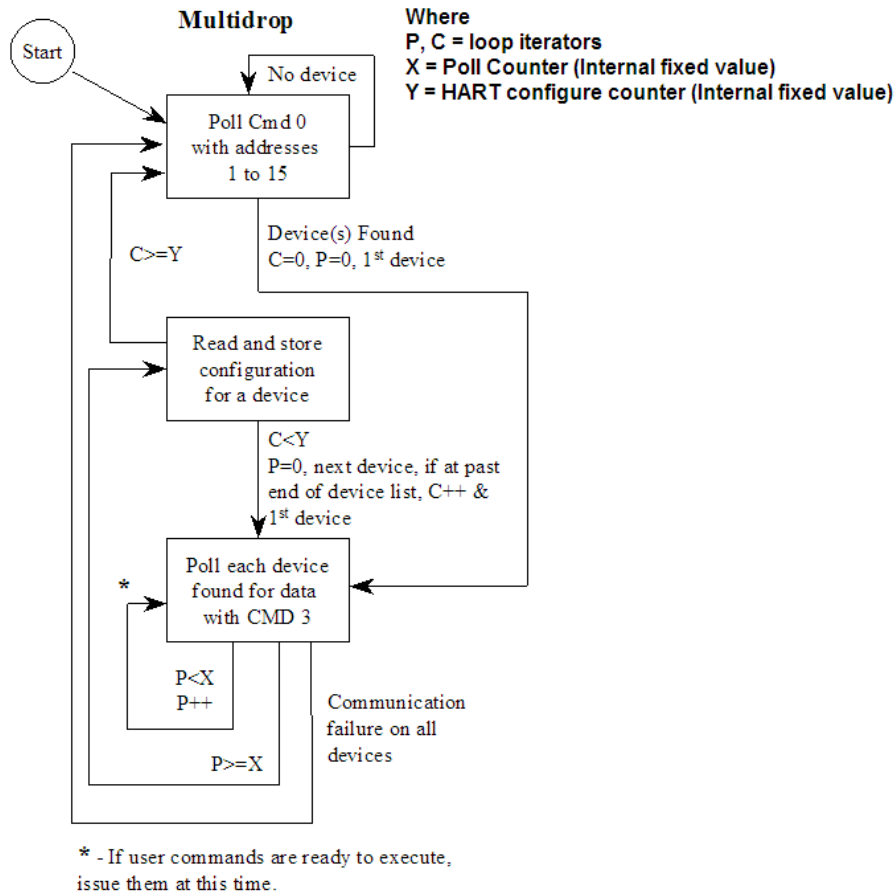 Multidrop
Where
P, C = loop iterators
X = Poll Counter (Internal fixed value)
Y = HART configure counter (Internal fixed value)
Start
No device
Poll Cmd 0
with addresses
1 to 15
Device(s) Found
C=0, P=0, 1st device
C>=Y
Read and store
configuration
for a device
C<Y
P=0, next device, if at past
end of device list, C++ &
1st device
Poll each device
found for data
with CMD 3
*
P<X
P++
Communication
failure on all
devices
P>=X
* - If user commands are ready to execute,
issue them at this time.